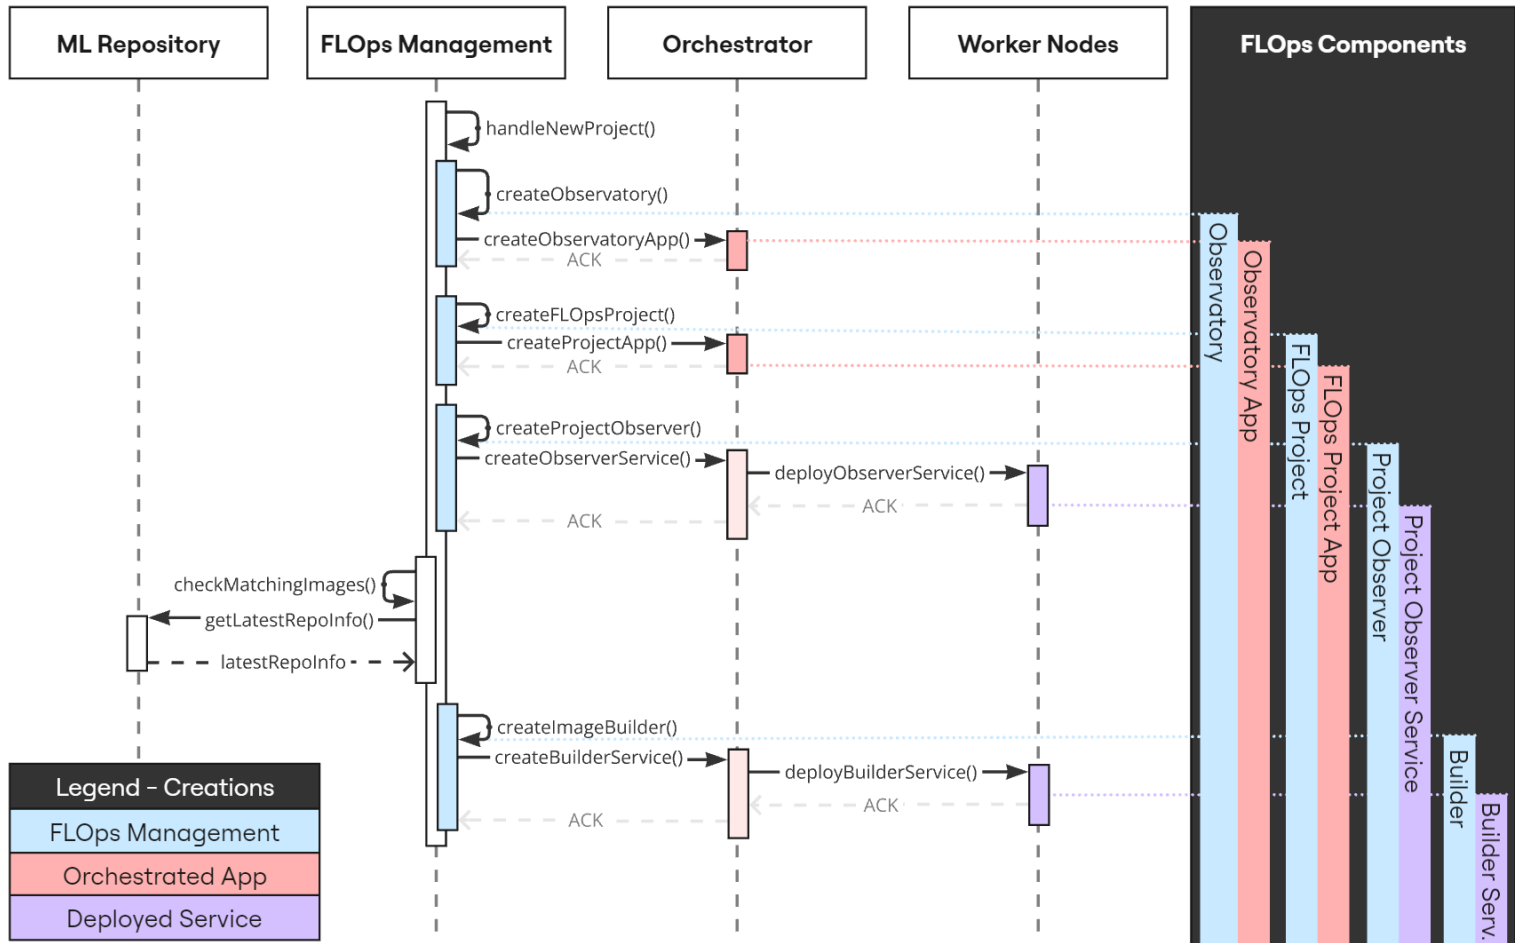 ML Repository
FLOps Management
Orchestrator
Worker Nodes
FLOps Components
handleNewProject()
createObservatory()
createObservatoryApp()
ACK
createFLOpsProject()
createProjectApp()
ACK
createProjectObserver()
createObserverService()
deployObserverService()
ACK
ACK
checkMatchingImages()
getLatestRepoInfo()
latestRepoInfo
createImageBuilder()
createBuilderService()
deployBuilderService()
ACK
ACK
Observatory
Observatory App
FLOps Project
FLOps Project App
Project Observer
Project Observer Service
Builder
Builder Serv.
Legend - Creations
FLOps Management
Orchestrated App
Deployed Service